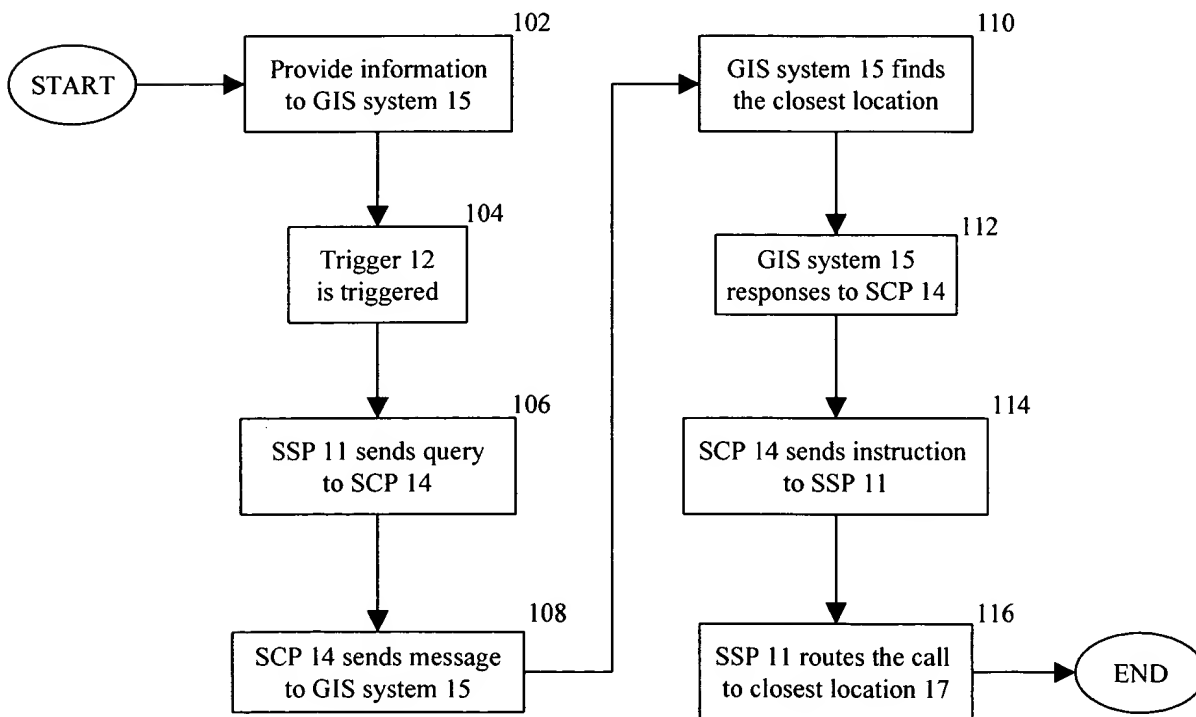 START
102
Provide information
to GIS system 15
104
Trigger 12
is triggered
106
SSP 11 sends query
to SCP 14
108
SCP 14 sends message
to GIS system 15
110
GIS system 15 finds
the closest location
112
GIS system 15
responses to SCP 14
114
SCP 14 sends instruction
to SSP 11
116
SSP 11 routes the call
to closest location 17
END